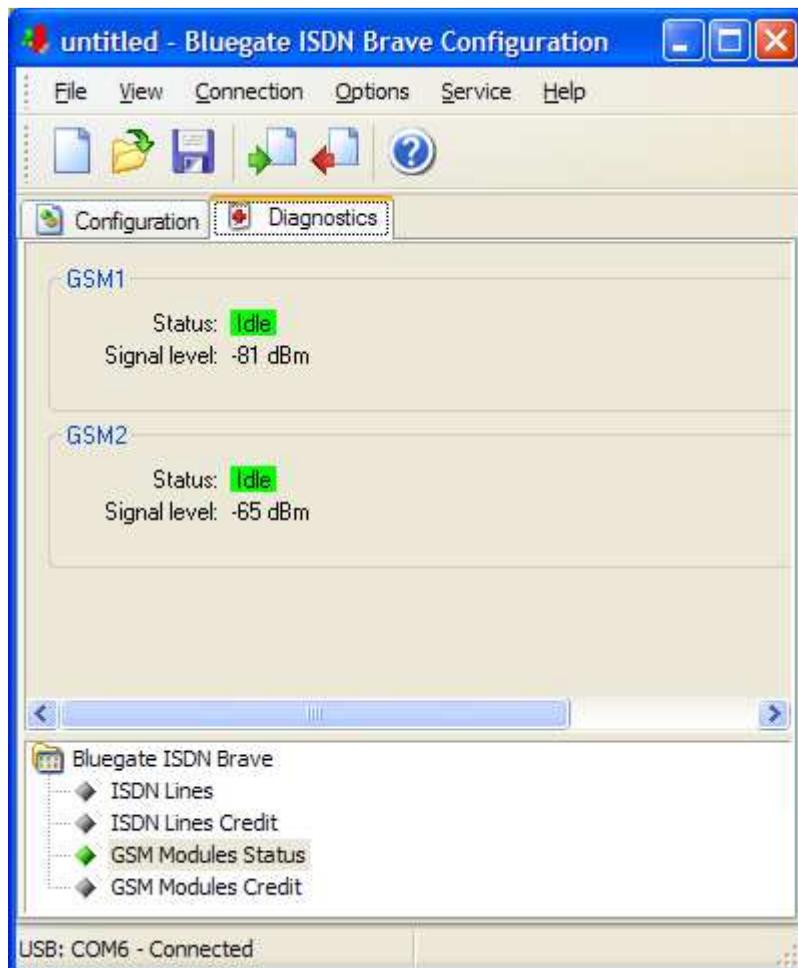 untitled - Bluegate ISDN Brave Configuration
File View Connection Options Service Help
Configuration Diagnostics
GSM1
Status: Idle
Signal level: -81 dBm
GSM2
Status: Idle
Signal level: -65 dBm
Bluegate ISDN Brave
ISDN Lines
ISDN Lines Credit
GSM Modules Status
GSM Modules Credit
USB: COM6 - Connected